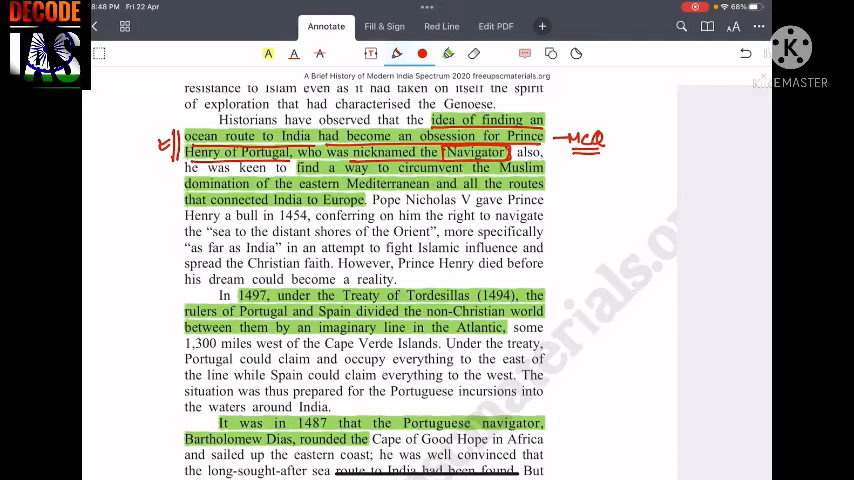 DECODE
IAS
8:48 PM Fri 22 Apr
68%
Annotate
Fill & Sign
Red Line
Edit PDF
A Brief History of Modern India Spectrum 2020 freeupscmaterials.org
K
KINEMASTER
resistance to Islam even as it had taken on itself the spirit
of exploration that had characterised the Genoese.
Historians have observed that the idea of finding an
ocean route to India had become an obsession for Prince
Henry of Portugal, who was nicknamed the ‘Navigator’; also,
MCQ
he was keen to find a way to circumvent the Muslim
domination of the eastern Mediterranean and all the routes
that connected India to Europe. Pope Nicholas V gave Prince
Henry a bull in 1454, conferring on him the right to navigate
the “sea to the distant shores of the Orient”, more specifically
“as far as India” in an attempt to fight Islamic influence and
spread the Christian faith. However, Prince Henry died before
his dream could become a reality.
In 1497, under the Treaty of Tordesillas (1494), the
rulers of Portugal and Spain divided the non-Christian world
between them by an imaginary line in the Atlantic, some
1,300 miles west of the Cape Verde Islands. Under the treaty,
Portugal could claim and occupy everything to the east of
the line while Spain could claim everything to the west. The
situation was thus prepared for the Portuguese incursions into
the waters around India.
It was in 1487 that the Portuguese navigator,
Bartholomew Dias, rounded the Cape of Good Hope in Africa
and sailed up the eastern coast; he was well convinced that
the long-sought-after sea route to India had been found. But
scmaterials.org